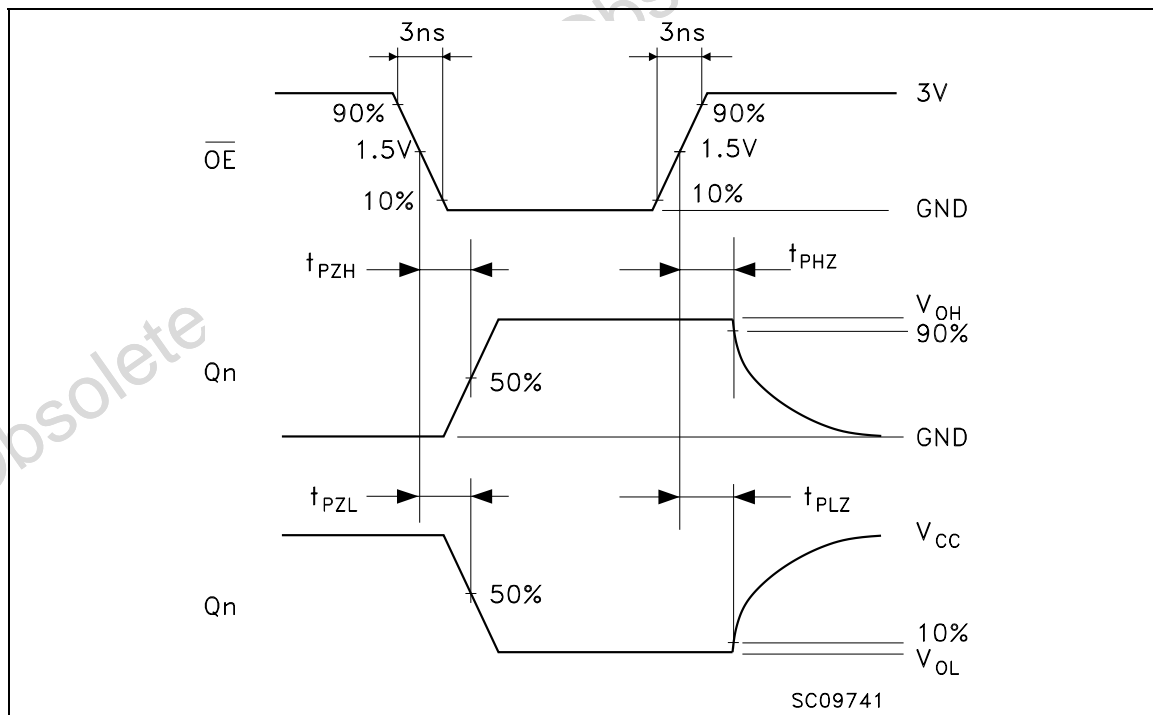 3ns 3ns
3V
90% 90%
1.5V 1.5V
OE
10% 10%
GND
tPZH tPHZ
VOH
90%
Qn
50%
GND
tPZL tPLZ
VCC
50%
Qn
10%
VOL
SC09741
Obsolete